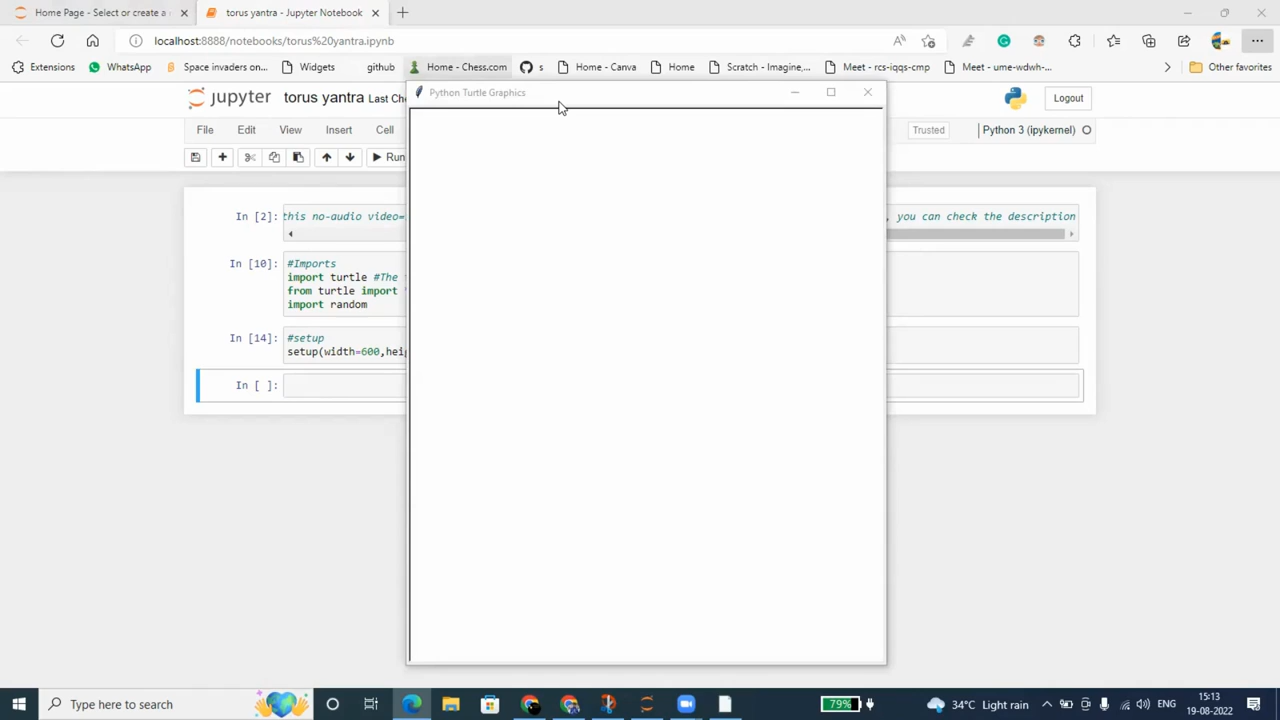 Home Page - Select or create a
torus yantra - Jupyter Notebook
localhost:8888/notebooks/torus%20yantra.ipynb
Extensions
WhatsApp
Space invaders on...
Widgets
github
Home - Chess.com
s
Home - Canva
Home
Scratch - Imagine,...
Meet - rcs-iqqs-cmp
Meet - ume-wdwh-...
Other favorites
jupyter
torus yantra Last Che
Python Turtle Graphics
Logout
File
Edit
View
Insert
Cell
Trusted
Python 3 (ipykernel)
Run
In [2]: this no-audio video= , you can check the description
In [10]: #Imports
import turtle #The
from turtle import
import random
In [14]: #setup
setup(width=600,heig
In [ ]:
Type here to search
79%
34°C Light rain
ENG
15:13
19-08-2022